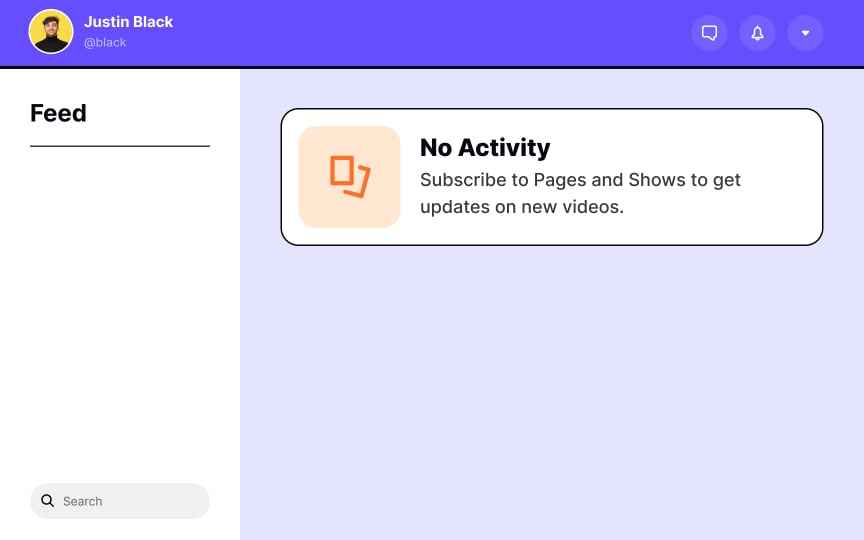 Justin Black
@black
Feed
No Activity
Subscribe to Pages and Shows to get
updates on new videos.
Search